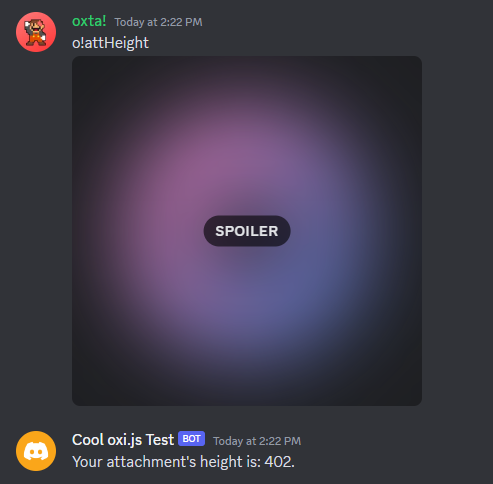 oxta! Today at 2:22 PM
o!attHeight
SPOILER
Cool oxi.js Test BOT Today at 2:22 PM
Your attachment's height is: 402.